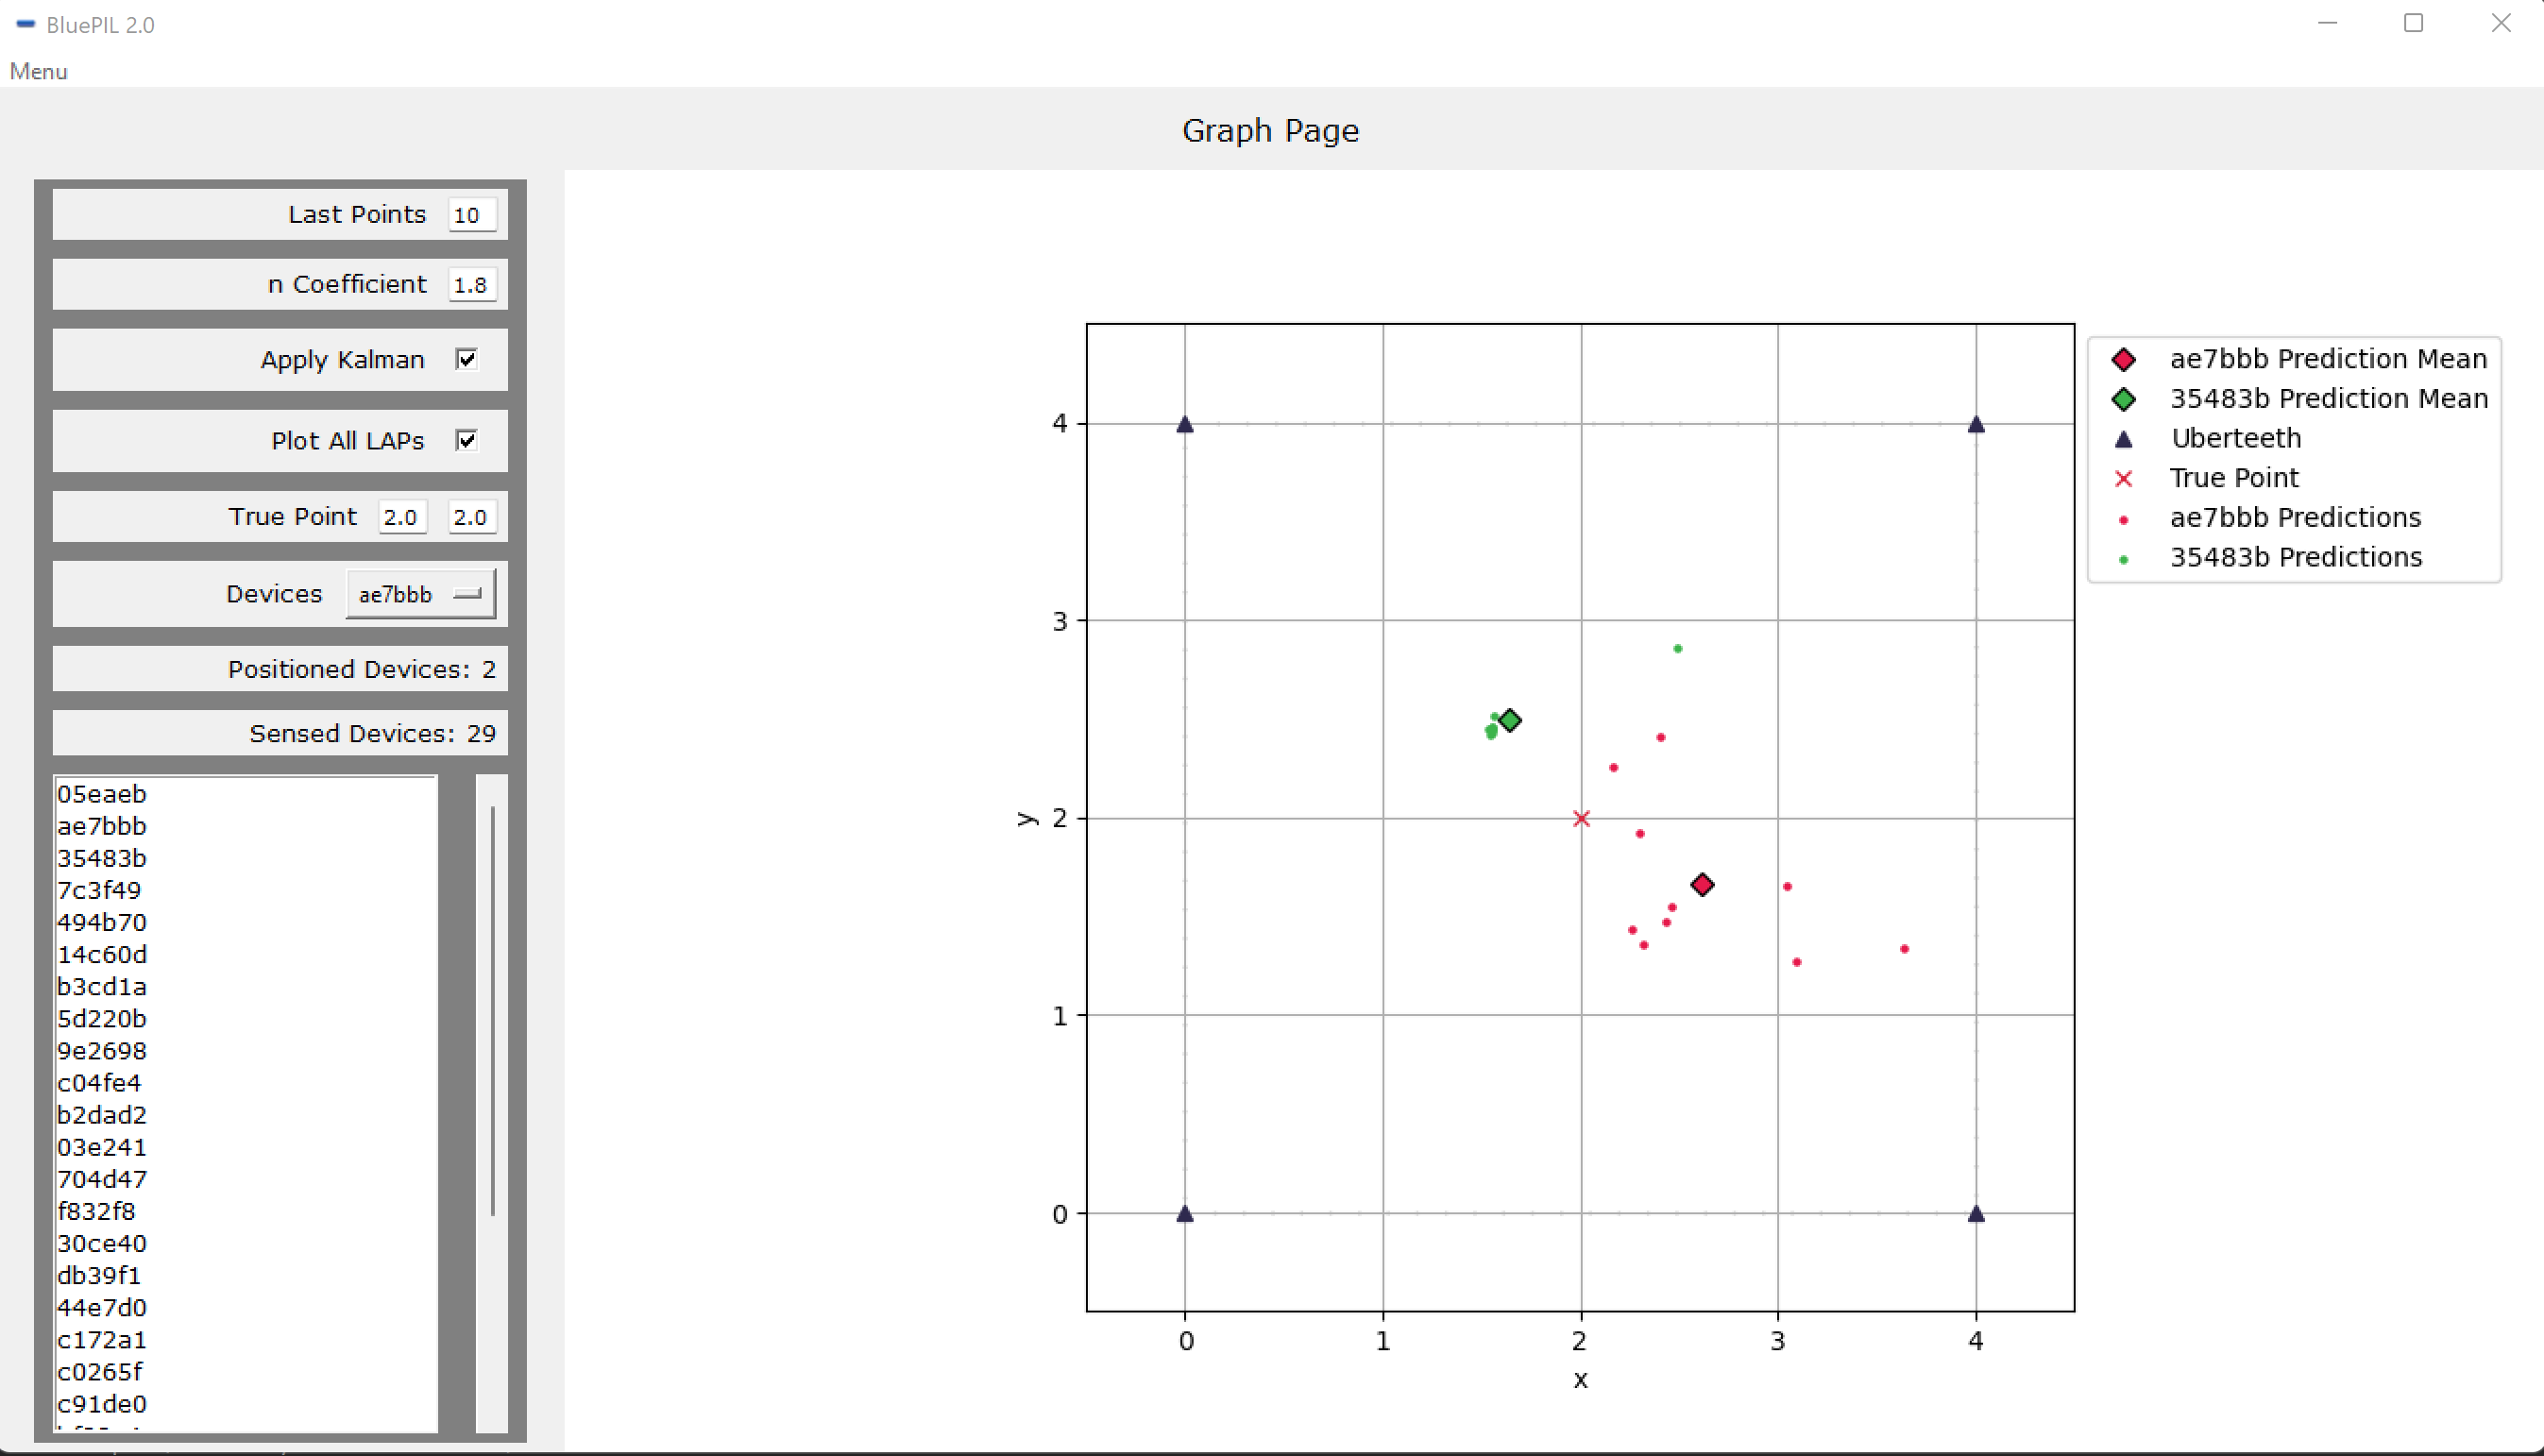 BluePIL 2.0
Menu
Graph Page
Last Points 10
n Coefficient 1.8
Apply Kalman
Plot All LAPs
True Point 2.0 2.0
Devices ae7bbb
Positioned Devices: 2
Sensed Devices: 29
05eaeb
ae7bbb
35483b
7c3f49
494b70
14c60d
b3cd1a
5d220b
9e2698
c04fe4
b2dad2
03e241
704d47
f832f8
30ce40
db39f1
44e7d0
c172a1
c0265f
c91de0
4
3
y 2
1
0
0 1 2 3 4
x
ae7bbb Prediction Mean
35483b Prediction Mean
Uberteeth
True Point
ae7bbb Predictions
35483b Predictions